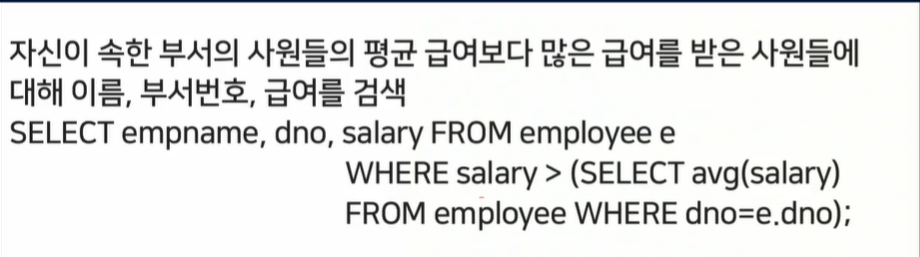 자신이 속한 부서의 사원들의 평균 급여보다 많은 급여를 받은 사원들에
대해 이름, 부서번호, 급여를 검색
SELECT empname, dno, salary FROM employee e
WHERE salary > (SELECT avg(salary)
FROM employee WHERE dno=e.dno);